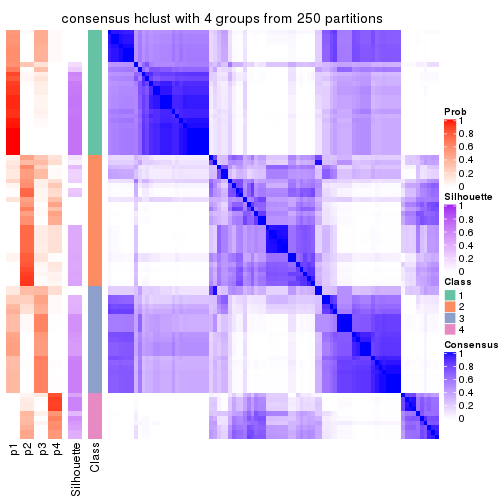 consensus hclust with 4 groups from 250 partitions
Prob
1
0.8
0.6
0.4
0.2
0
Silhouette
1
0.8
0.6
0.4
0.2
0
Class
1
2
3
4
Consensus
1
0.8
0.6
0.4
0.2
0
p1
p2
p3
p4
Silhouette
Class